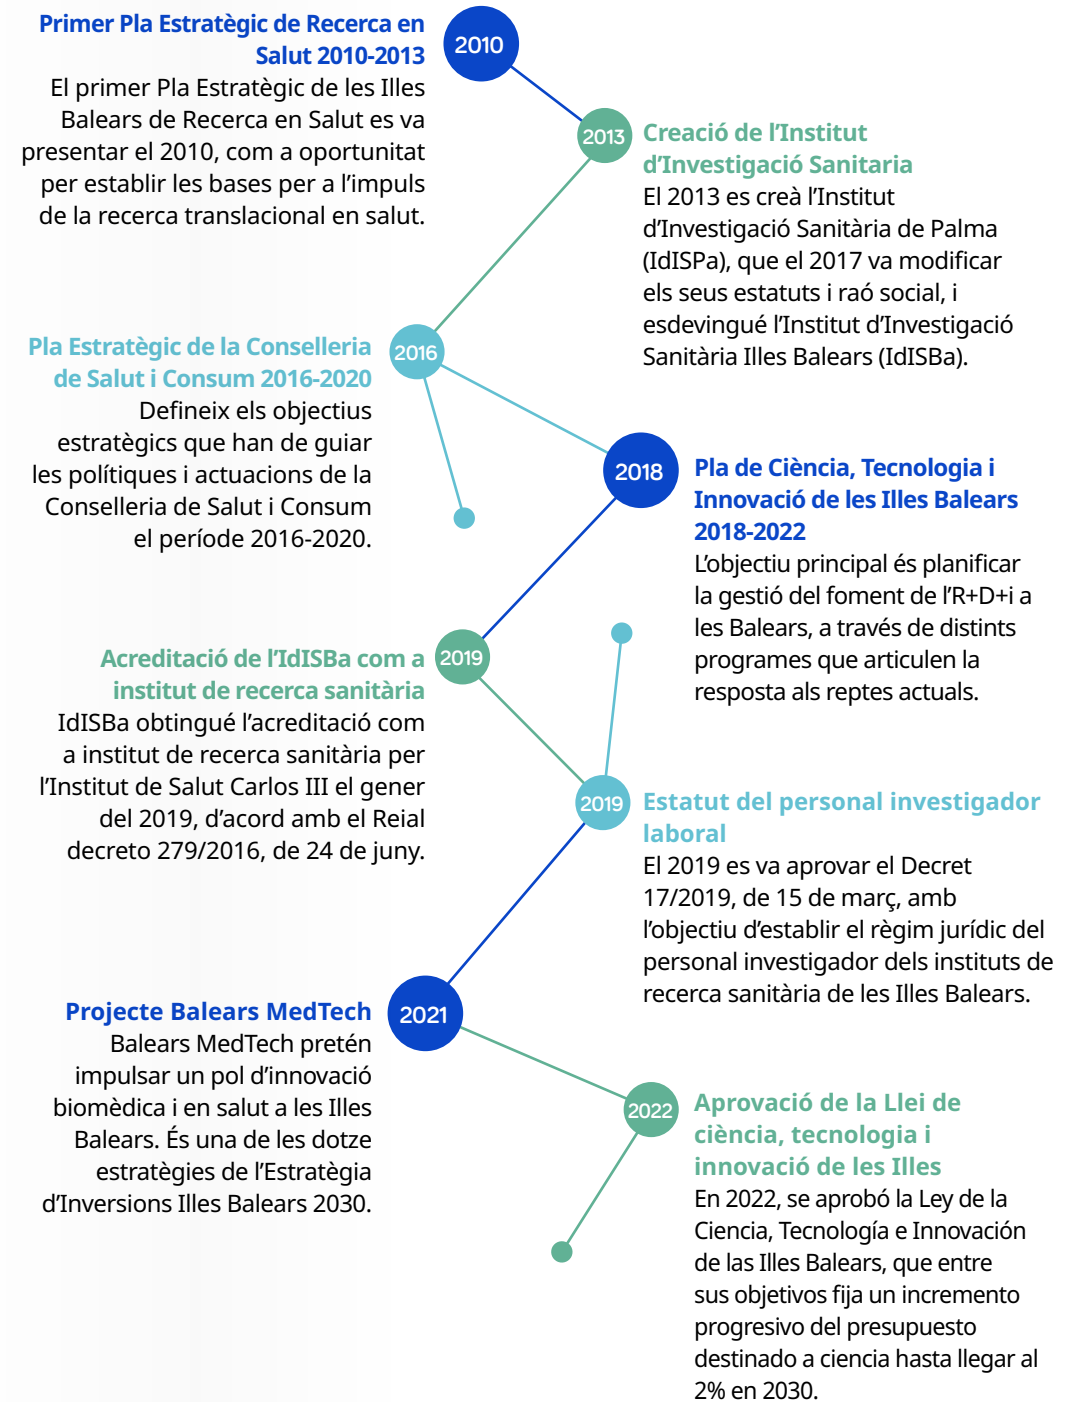 2010
Primer Pla Estratègic de Recerca en
Salut 2010-2013
El primer Pla Estratègic de les Illes
Balears de Recerca en Salut es va
presentar el 2010, com a oportunitat
per establir les bases per a l’impuls
de la recerca translacional en salut.
2013
Creació de l’Institut
d’Investigació Sanitaria
El 2013 es creà l’Institut
d’Investigació Sanitària de Palma
(IdISPa), que el 2017 va modificar
els seus estatuts i raó social, i
esdevingué l’Institut d’Investigació
Sanitària Illes Balears (IdISBa).
2016
Pla Estratègic de la Conselleria
de Salut i Consum 2016-2020
Defineix els objectius
estratègics que han de guiar
les polítiques i actuacions de la
Conselleria de Salut i Consum
el període 2016-2020.
2018
Pla de Ciència, Tecnologia i
Innovació de les Illes Balears
2018-2022
L’objectiu principal és planificar
la gestió del foment de l’R+D+i a
les Balears, a través de distints
programes que articulen la
resposta als reptes actuals.
2019
Acreditació de l’IdISBa com a
institut de recerca sanitària
IdISBa obtingué l’acreditació com
a institut de recerca sanitària per
l’Institut de Salut Carlos III el gener
del 2019, d’acord amb el Reial
decreto 279/2016, de 24 de juny.
2019
Estatut del personal investigador
laboral
El 2019 es va aprovar el Decret
17/2019, de 15 de març, amb
l’objectiu d’establir el règim jurídic del
personal investigador dels instituts de
recerca sanitària de les Illes Balears.
2021
Projecte Balears MedTech
Balears MedTech pretén
impulsar un pol d’innovació
biomèdica i en salut a les Illes
Balears. És una de les dotze
estratègies de l’Estratègia
d’Inversions Illes Balears 2030.
2022
Aprovació de la Llei de
ciència, tecnologia i
innovació de les Illes
En 2022, se aprobó la Ley de la
Ciencia, Tecnología e Innovación
de las Illes Balears, que entre
sus objetivos fija un incremento
progresivo del presupuesto
destinado a ciencia hasta llegar al
2% en 2030.